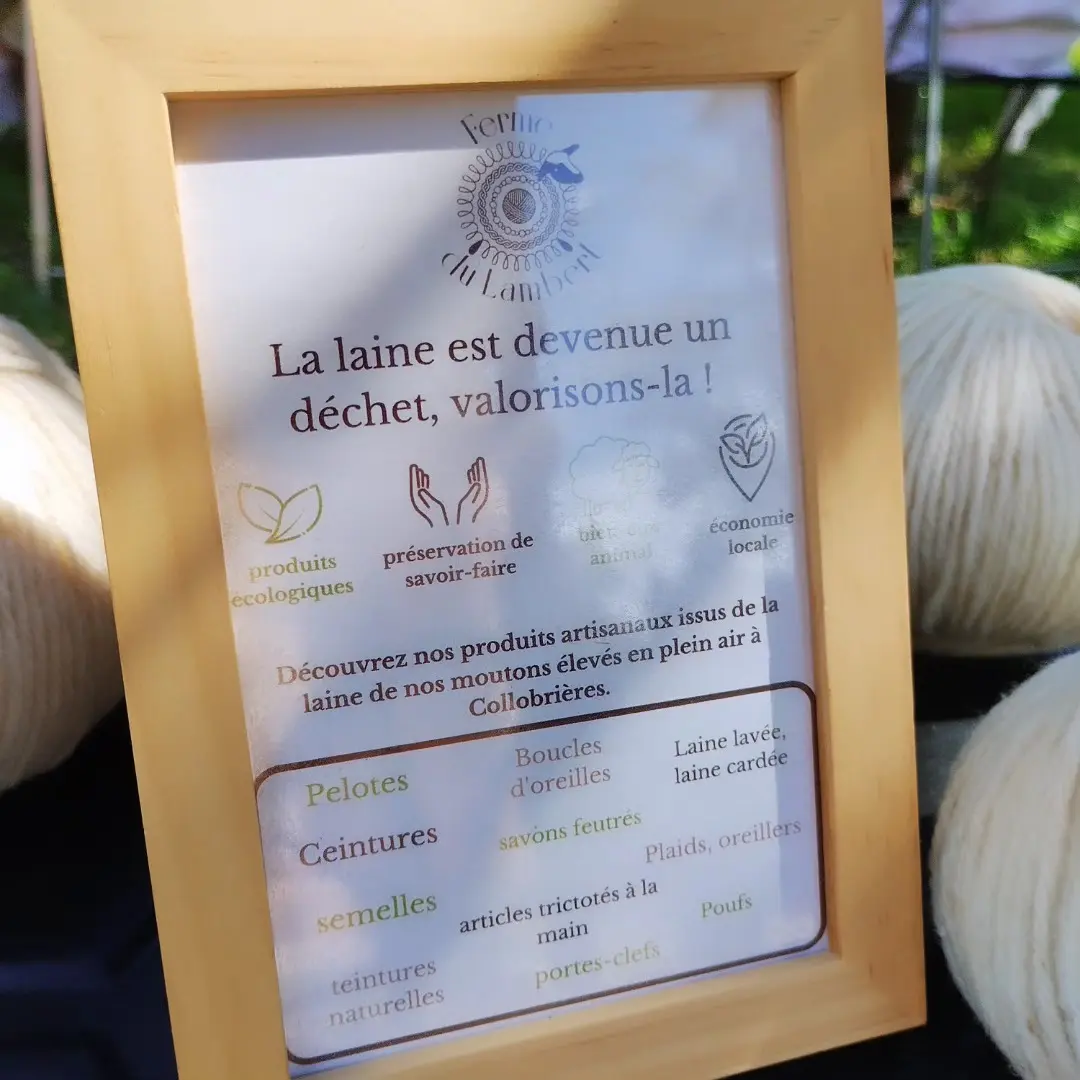 Ferme
du Lambert
La laine est devenue un
déchet, valorisons-la !
produits
écologiques
préservation de
savoir-faire
bien être
animal
économie
locale
Découvrez nos produits artisanaux issus de la
laine de nos moutons élevés en plein air à
Collobrières.
Pelotes
Boucles
d'oreilles
Laine lavée,
laine cardée
Ceintures
savons feutrés
Plaids, oreillers
semelles
articles trictotés à la
main
Poufs
teintures
naturelles
portes-clefs